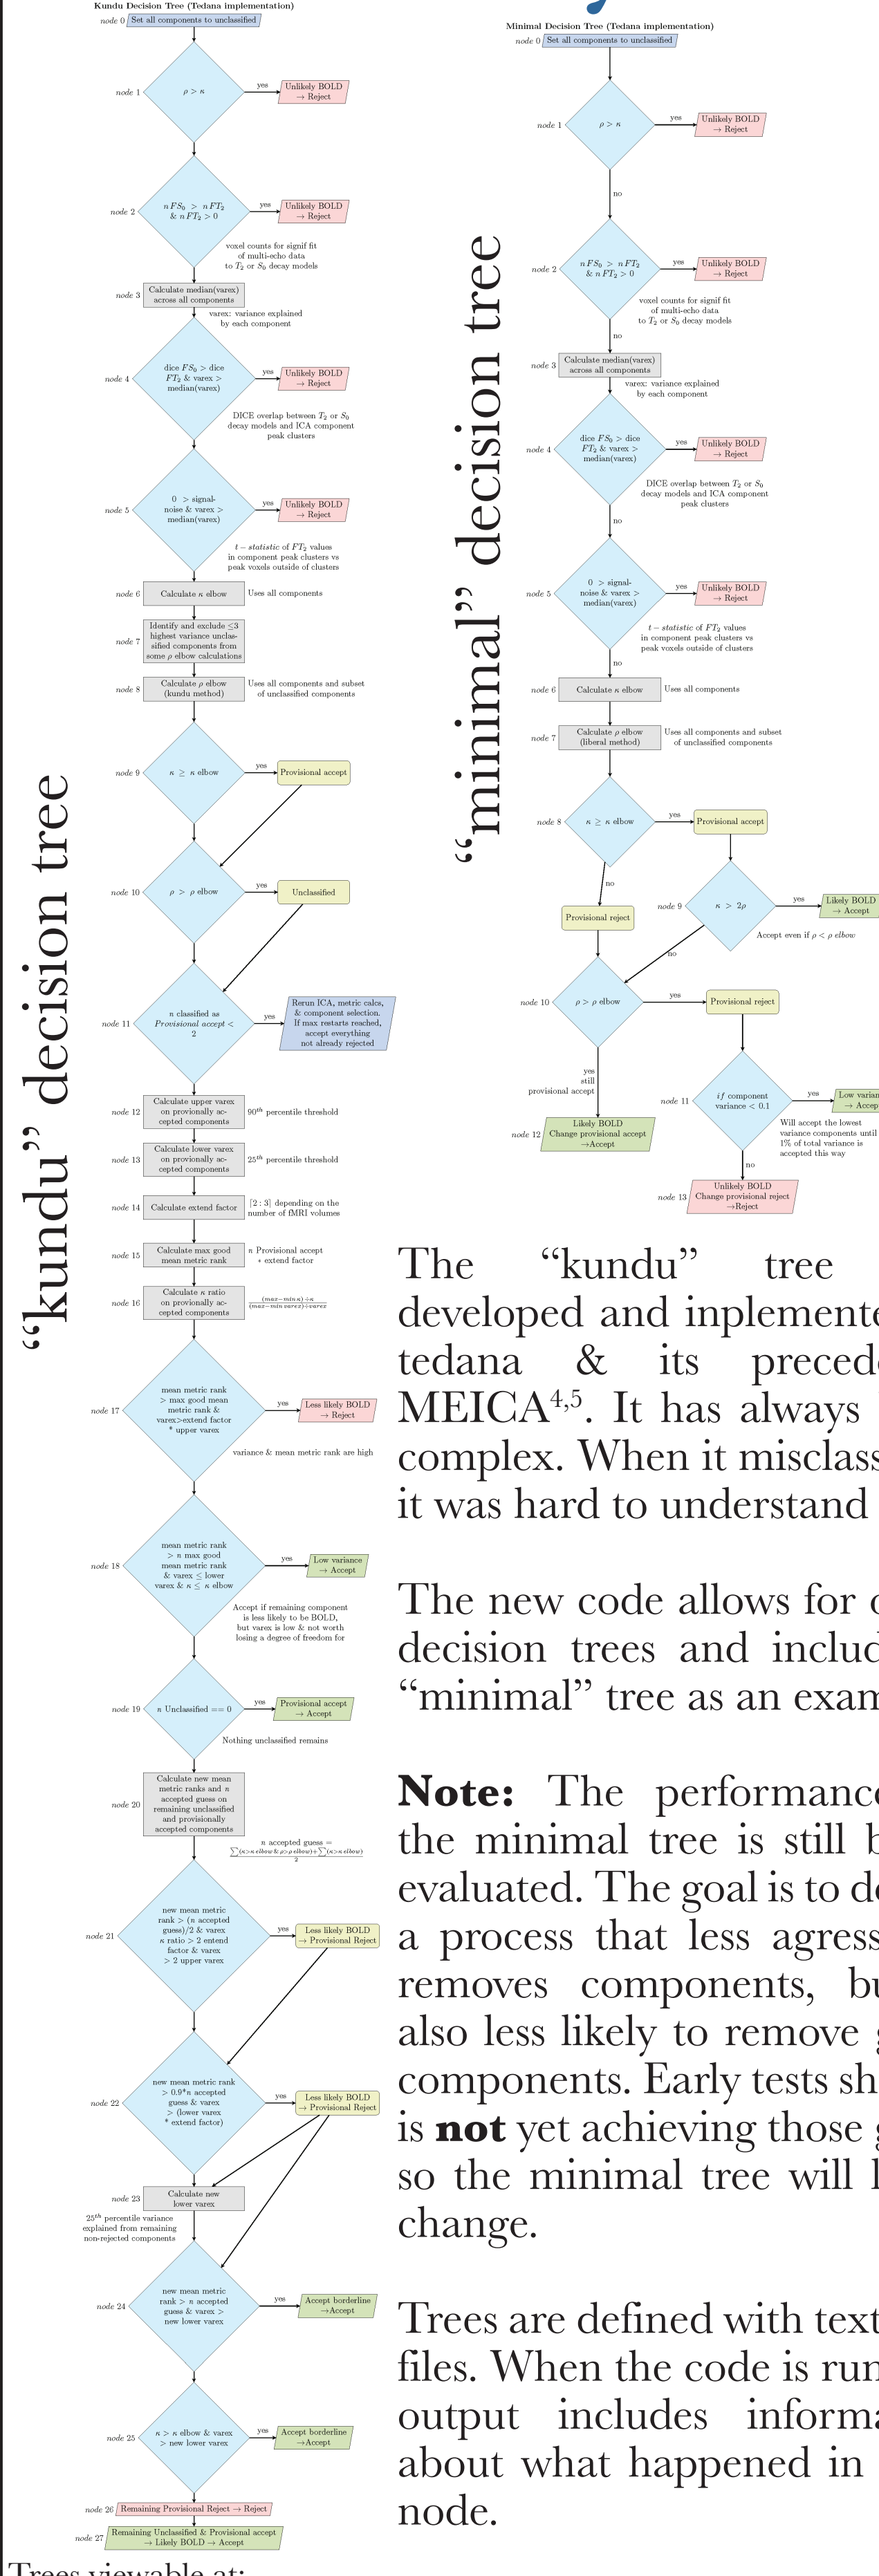 Kundu Decision Tree (Tedana implementation)
node 0
Set all components to unclassified
node 1
ρ > κ
yes
Unlikely BOLD
→ Reject
node 2
nFS₀ > nFT₂
& nFT₂ > 0
yes
Unlikely BOLD
→ Reject
voxel counts for signif fit
of multi-echo data
to T₂ or S₀ decay models
node 3
Calculate median(varex)
across all components
varex: variance explained
by each component
node 4
dice FS₀ > dice
FT₂ & varex >
median(varex)
yes
Unlikely BOLD
→ Reject
DICE overlap between T₂ or S₀
decay models and ICA component
peak clusters
node 5
0 > signal-
noise & varex >
median(varex)
yes
Unlikely BOLD
→ Reject
t − statistic of FT₂ values
in component peak clusters vs
peak voxels outside of clusters
node 6
Calculate κ elbow
Uses all components
node 7
Identify and exclude ≤3
highest variance unclas-
sified components from
some ρ elbow calculations
node 8
Calculate ρ elbow
(kundu method)
Uses all components and subset
of unclassified components
node 9
κ ≥ κ elbow
yes
Provisional accept
node 10
ρ > ρ elbow
yes
Unclassified
node 11
n classified as
Provisional accept <
2
yes
Rerun ICA, metric calcs,
& component selection.
If max restarts reached,
accept everything
not already rejected
node 12
Calculate upper varex
on provionally ac-
cepted components
90th percentile threshold
node 13
Calculate lower varex
on provionally ac-
cepted components
25th percentile threshold
node 14
Calculate extend factor
[2 : 3] depending on the
number of fMRI volumes
node 15
Calculate max good
mean metric rank
n Provisional accept
* extend factor
node 16
Calculate κ ratio
on provionally ac-
cepted components
(max−min κ)÷κ
(max−min varex)÷varex
node 17
mean metric rank
> max good mean
metric rank &
varex>extend factor
* upper varex
yes
Less likely BOLD
→ Reject
variance & mean metric rank are high
node 18
mean metric rank
> n max good
mean metric rank
& varex ≤ lower
varex & κ ≤ κ elbow
yes
Low variance
→ Accept
Accept if remaining component
is less likely to be BOLD,
but varex is low & not worth
losing a degree of freedom for
node 19
n Unclassified == 0
yes
Provisional accept
→ Accept
Nothing unclassified remains
node 20
Calculate new mean
metric ranks and n
accepted guess on
remaining unclassified
and provisionally
accepted components
n accepted guess =
∑(κ>κ elbow & ρ>ρ elbow)+∑(κ>κ elbow)
2
node 21
new mean metric
rank > (n accepted
guess)/2 & varex
κ ratio > 2 entend
factor & varex
> 2 upper varex
yes
Less likely BOLD
→ Provisional Reject
node 22
new mean metric rank
> 0.9*n accepted
guess & varex
> (lower varex
* extend factor)
yes
Less likely BOLD
→ Provisional Reject
node 23
Calculate new
lower varex
25th percentile variance
explained from remaining
non-rejected components
node 24
new mean metric
rank > n accepted
guess & varex >
new lower varex
yes
Accept borderline
→Accept
node 25
κ > κ elbow & varex
> new lower varex
yes
Accept borderline
→Accept
node 26
Remaining Provisional Reject → Reject
node 27
Remaining Unclassified & Provisional accept
→ Likely BOLD → Accept
“kundu” decision tree
Trees viewable at:
Minimal Decision Tree (Tedana implementation)
node 0
Set all components to unclassified
node 1
ρ > κ
yes
Unlikely BOLD
→ Reject
no
node 2
nFS₀ > nFT₂
& nFT₂ > 0
yes
Unlikely BOLD
→ Reject
voxel counts for signif fit
of multi-echo data
to T₂ or S₀ decay models
no
node 3
Calculate median(varex)
across all components
varex: variance explained
by each component
node 4
dice FS₀ > dice
FT₂ & varex >
median(varex)
yes
Unlikely BOLD
→ Reject
DICE overlap between T₂ or S₀
decay models and ICA component
peak clusters
no
node 5
0 > signal-
noise & varex >
median(varex)
yes
Unlikely BOLD
→ Reject
t − statistic of FT₂ values
in component peak clusters vs
peak voxels outside of clusters
no
node 6
Calculate κ elbow
Uses all components
node 7
Calculate ρ elbow
(liberal method)
Uses all components and subset
of unclassified components
node 8
κ ≥ κ elbow
yes
Provisional accept
no
Provisional reject
node 9
κ > 2ρ
yes
Likely BOLD
→ Accept
Accept even if ρ < ρ elbow
no
node 10
ρ > ρ elbow
yes
Provisional reject
yes
still
provisional accept
node 11
if component
variance < 0.1
yes
Low varian
→ Accep
Will accept the lowest
variance components until
1% of total variance is
accepted this way
no
node 12
Likely BOLD
Change provisional accept
→Accept
node 13
Unlikely BOLD
Change provisional reject
→Reject
“minimal” decision tree
The “kundu” tree
developed and inplemente
tedana & its preced
MEICA4,5. It has always
complex. When it misclass
it was hard to understand
The new code allows for
decision trees and includ
“minimal” tree as an exam
Note: The performance
the minimal tree is still b
evaluated. The goal is to d
a process that less agress
removes components, bu
also less likely to remove g
components. Early tests sh
is not yet achieving those g
so the minimal tree will l
change.
Trees are defined with text
files. When the code is run
output includes informa
about what happened in
node.